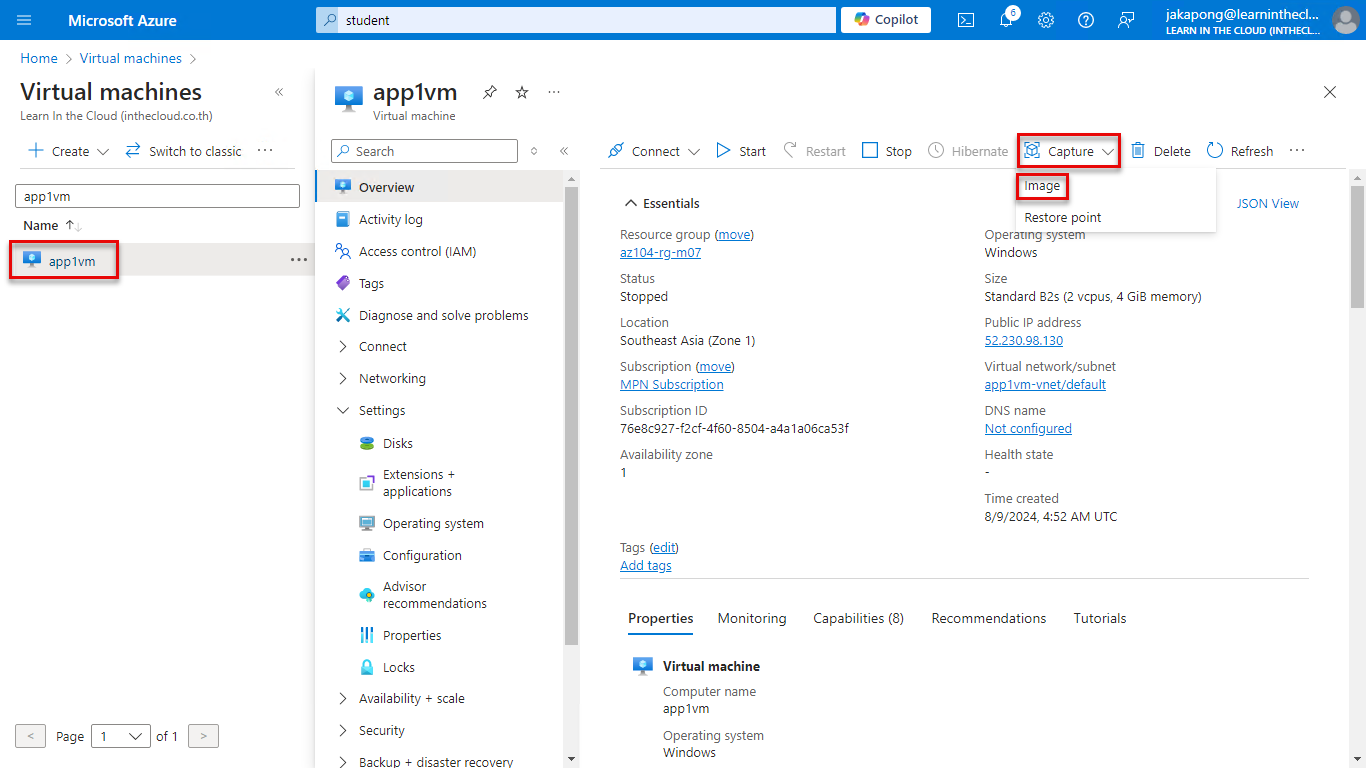 Microsoft Azure
student
Copilot
6
jakapong@learninthecl...
LEARN IN THE CLOUD (INTHECL...
Home > Virtual machines >
Virtual machines
Learn In the Cloud (inthecloud.co.th)
Create
Switch to classic
app1vm
Name
app1vm
< Page 1 of 1 >
app1vm
Virtual machine
Search
Overview
Activity log
Access control (IAM)
Tags
Diagnose and solve problems
Connect
Networking
Settings
Disks
Extensions +
applications
Operating system
Configuration
Advisor
recommendations
Properties
Locks
Availability + scale
Security
Backup + disaster recovery
Connect
Start
Restart
Stop
Hibernate
Capture
Delete
Refresh
Image
Restore point
Essentials
JSON View
Resource group (move)
az104-rg-m07
Status
Stopped
Location
Southeast Asia (Zone 1)
Subscription (move)
MPN Subscription
Subscription ID
76e8c927-f2cf-4f60-8504-a4a1a06ca53f
Availability zone
1
Operating system
Windows
Size
Standard B2s (2 vcpus, 4 GiB memory)
Public IP address
52.230.98.130
Virtual network/subnet
app1vm-vnet/default
DNS name
Not configured
Health state
-
Time created
8/9/2024, 4:52 AM UTC
Tags (edit)
Add tags
Properties
Monitoring
Capabilities (8)
Recommendations
Tutorials
Virtual machine
Computer name
app1vm
Operating system
Windows